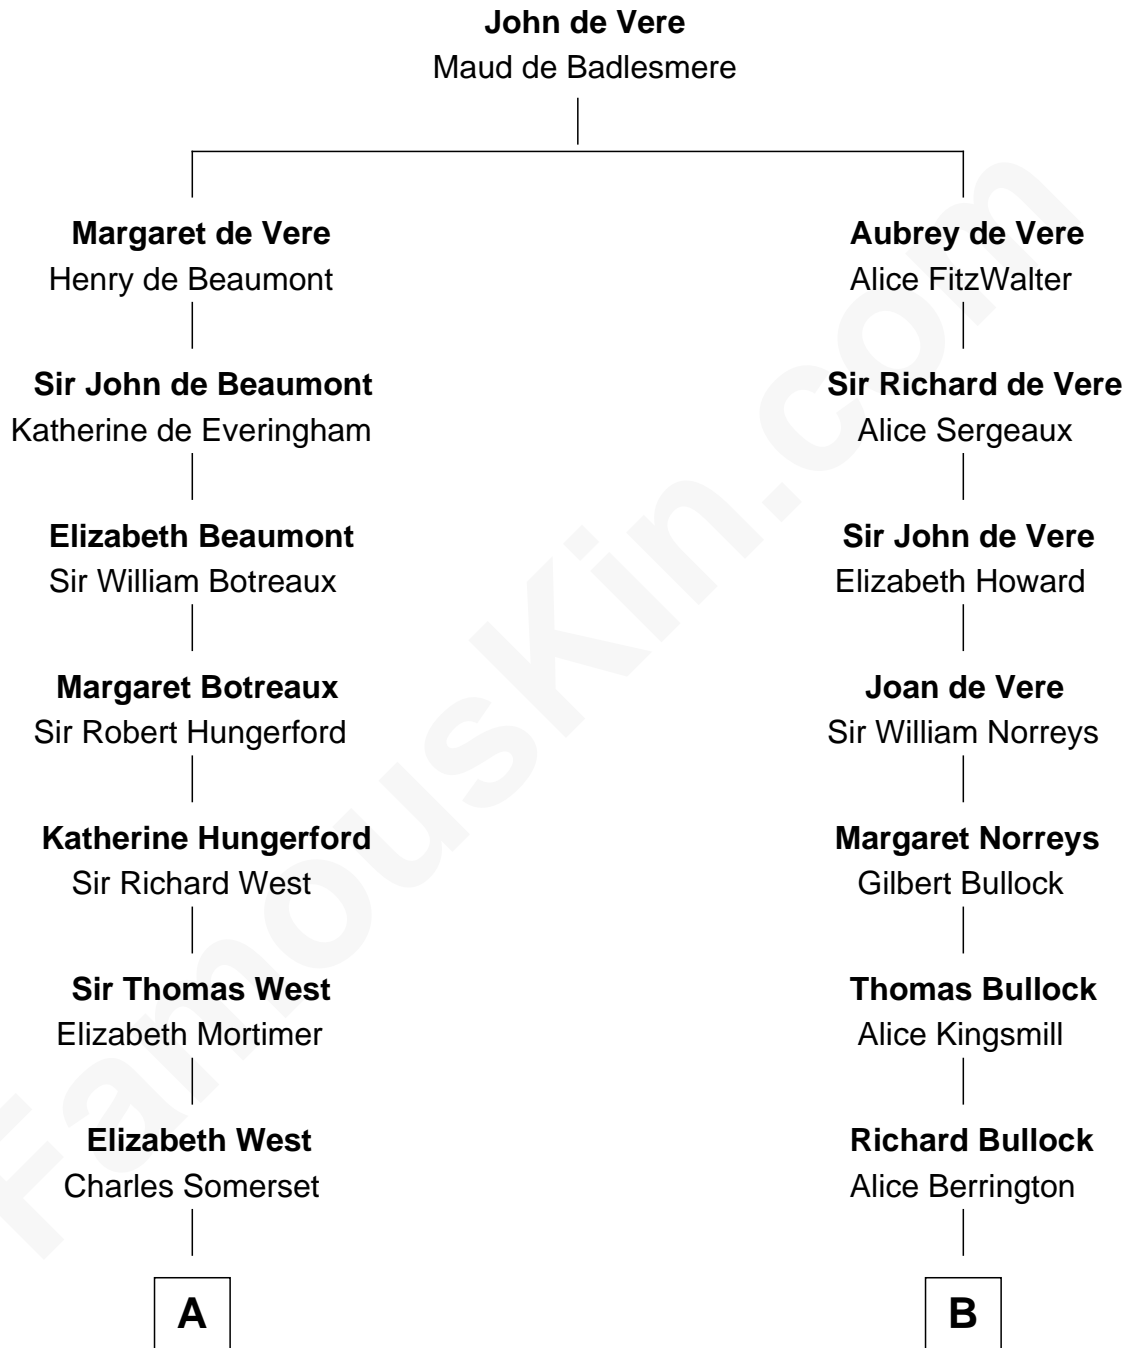 John de Vere
Maud de Badlesmere
Margaret de Vere
Henry de Beaumont
Sir John de Beaumont
Katherine de Everingham
Elizabeth Beaumont
Sir William Botreaux
Margaret Botreaux
Sir Robert Hungerford
Katherine Hungerford
Sir Richard West
Sir Thomas West
Elizabeth Mortimer
Elizabeth West
Charles Somerset
A
Aubrey de Vere
Alice FitzWalter
Sir Richard de Vere
Alice Sergeaux
Sir John de Vere
Elizabeth Howard
Joan de Vere
Sir William Norreys
Margaret Norreys
Gilbert Bullock
Thomas Bullock
Alice Kingsmill
Richard Bullock
Alice Berrington
B
FamousKin.com